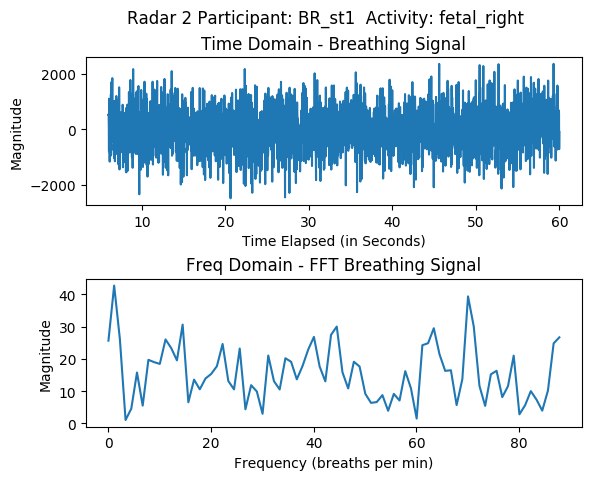 Radar 2 Participant: BR_st1 Activity: fetal_right
Time Domain - Breathing Signal
Magnitude
2000
0
−2000
10 20 30 40 50 60
Time Elapsed (in Seconds)
Freq Domain - FFT Breathing Signal
Magnitude
40
30
20
10
0
0 20 40 60 80
Frequency (breaths per min)